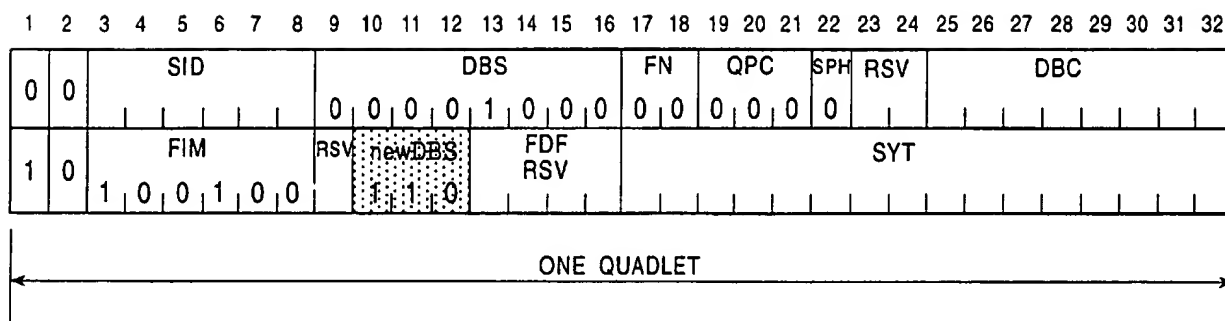 1 2 3 4 5 6 7 8 9 10 11 12 13 14 15 16 17 18 19 20 21 22 23 24 25 26 27 28 29 30 31 32
0 0 SID DBS FN QPC SPH RSV DBC
0 0 0 0 1 0 0 0 0 0 0 0 0 0
1 0 FIM RSV newDBS FDF SYT
RSV
1 0 0 1 0 0 1 1 0
ONE QUADLET